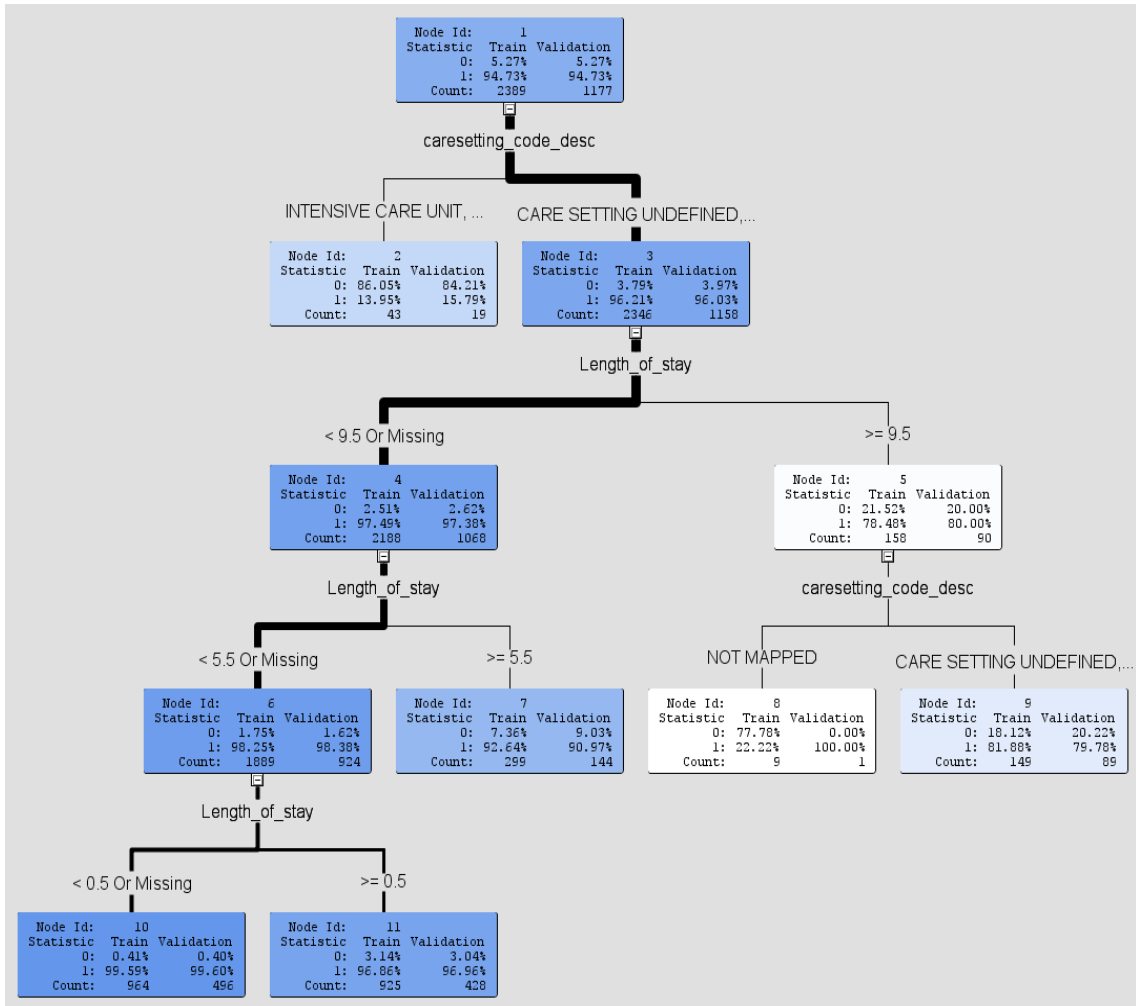 Node Id: 1
Statistic Train Validation
0: 5.27% 5.27%
1: 94.73% 94.73%
Count: 2389 1177
caresetting_code_desc
INTENSIVE CARE UNIT, ...
CARE SETTING UNDEFINED,...
Node Id: 2
Statistic Train Validation
0: 86.05% 84.21%
1: 13.95% 15.79%
Count: 43 19
Node Id: 3
Statistic Train Validation
0: 3.79% 3.97%
1: 96.21% 96.03%
Count: 2346 1158
Length_of_stay
< 9.5 Or Missing
>= 9.5
Node Id: 4
Statistic Train Validation
0: 2.51% 2.62%
1: 97.49% 97.38%
Count: 2188 1068
Node Id: 5
Statistic Train Validation
0: 21.52% 20.00%
1: 78.48% 80.00%
Count: 158 90
Length_of_stay
caresetting_code_desc
< 5.5 Or Missing
>= 5.5
NOT MAPPED
CARE SETTING UNDEFINED,...
Node Id: 6
Statistic Train Validation
0: 1.75% 1.62%
1: 98.25% 98.38%
Count: 1889 924
Node Id: 7
Statistic Train Validation
0: 7.36% 9.03%
1: 92.64% 90.97%
Count: 299 144
Node Id: 8
Statistic Train Validation
0: 77.78% 0.00%
1: 22.22% 100.00%
Count: 9 1
Node Id: 9
Statistic Train Validation
0: 18.12% 20.22%
1: 81.88% 79.78%
Count: 149 89
Length_of_stay
< 0.5 Or Missing
>= 0.5
Node Id: 10
Statistic Train Validation
0: 0.41% 0.40%
1: 99.59% 99.60%
Count: 964 496
Node Id: 11
Statistic Train Validation
0: 3.14% 3.04%
1: 96.86% 96.96%
Count: 925 428